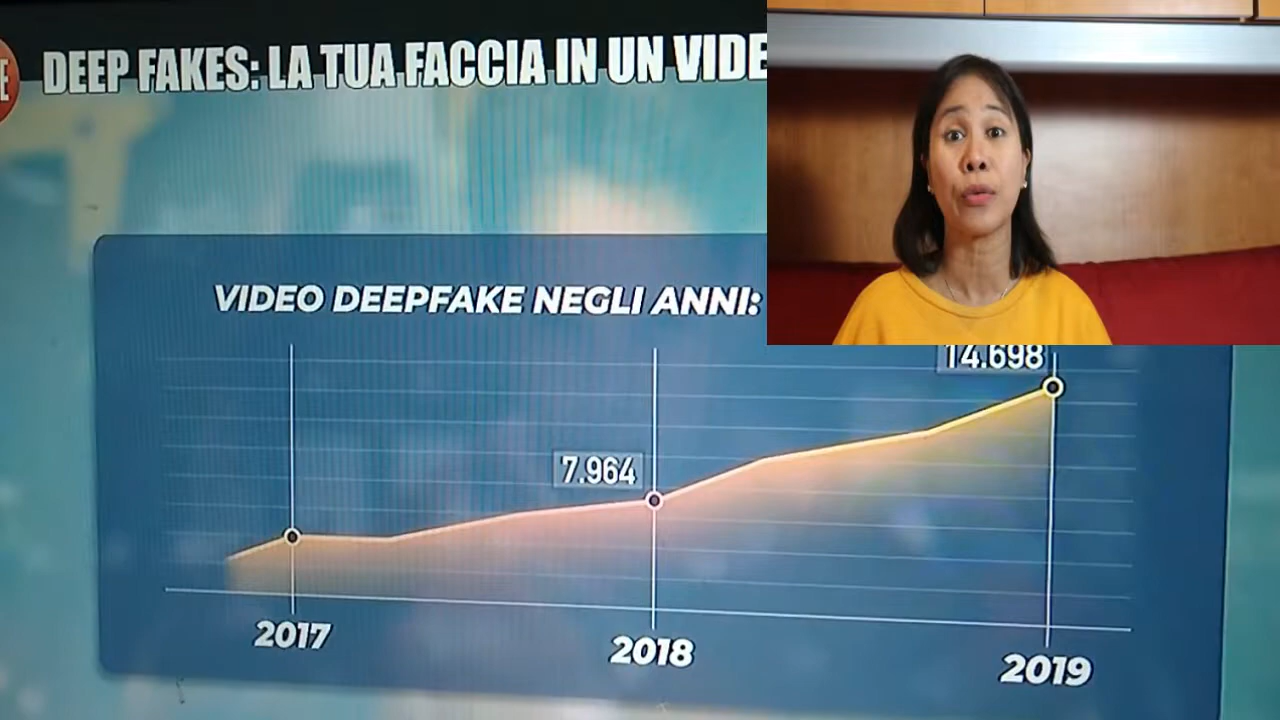 E
DEEP FAKES: LA TUA FACCIA IN UN VIDE
VIDEO DEEPFAKE NEGLI ANNI:
14.698
7.964
2017
2018
2019